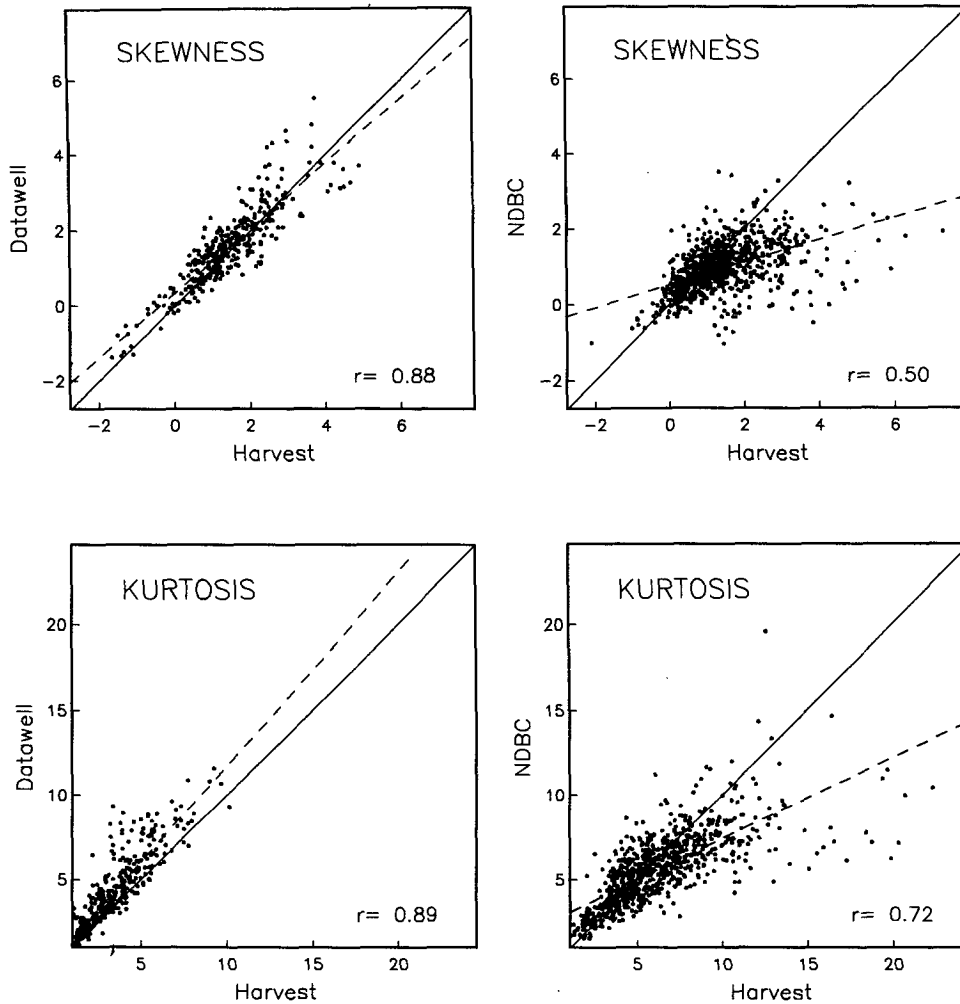 SKEWNESS
6
4
2
0
−2
Datawell
r= 0.88
−2 0 2 4 6
Harvest
SKEWNESS
6
4
2
0
−2
NDBC
r= 0.50
−2 0 2 4 6
Harvest
KURTOSIS
20
15
10
5
Datawell
r= 0.89
5 10 15 20
Harvest
KURTOSIS
20
15
10
5
NDBC
r= 0.72
5 10 15 20
Harvest